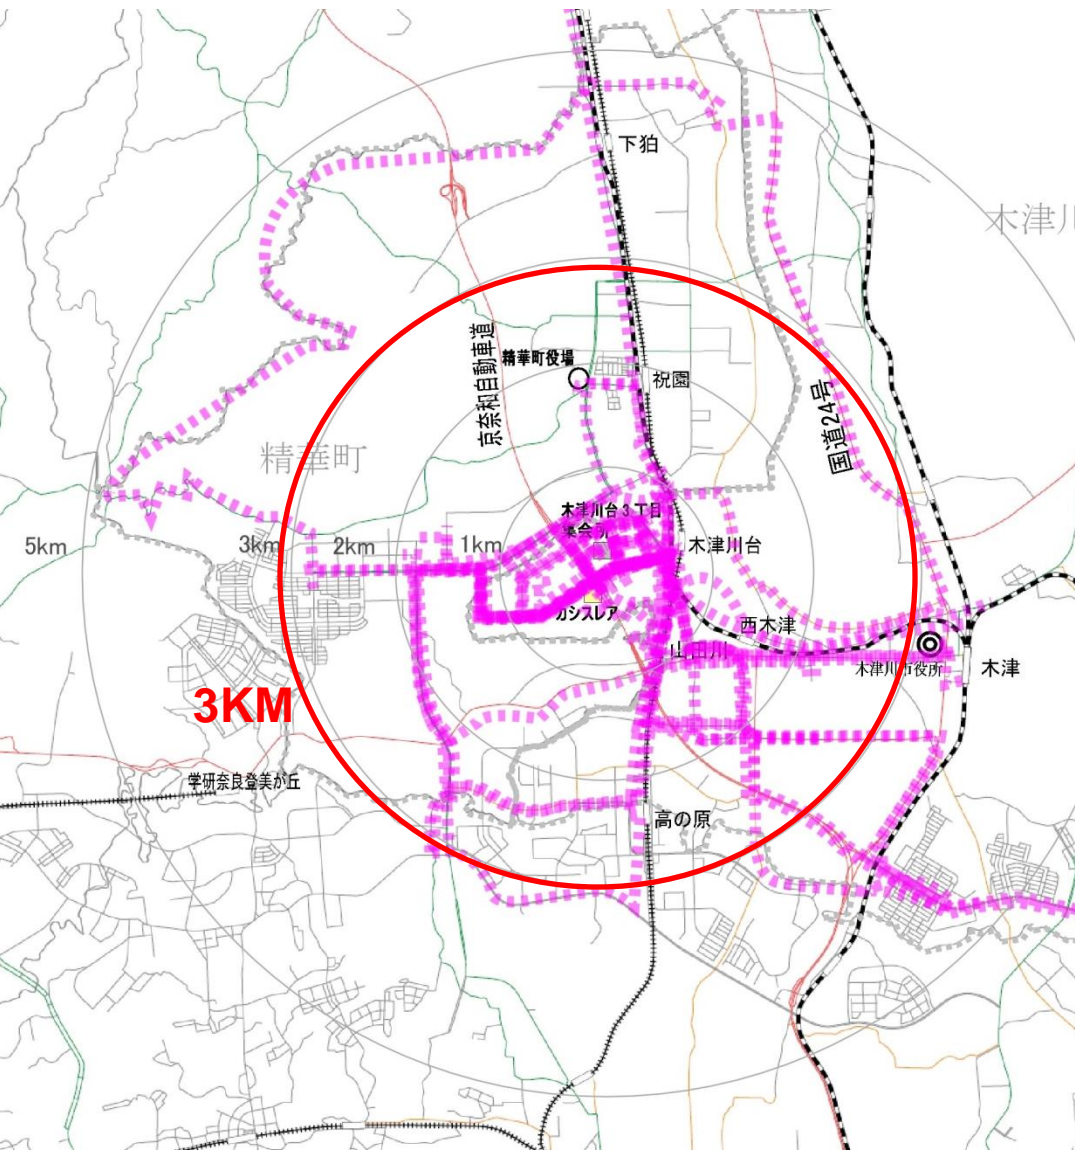 下狛
木津川
京奈和自動車道
精華町役場
祝園
国道24号
精華町
木津川台3丁目
集会所
5km
3km
2km
1km
木津川台
カシスレア
西木津
山田川
木津川市役所
木津
3KM
学研奈良登美が丘
高の原